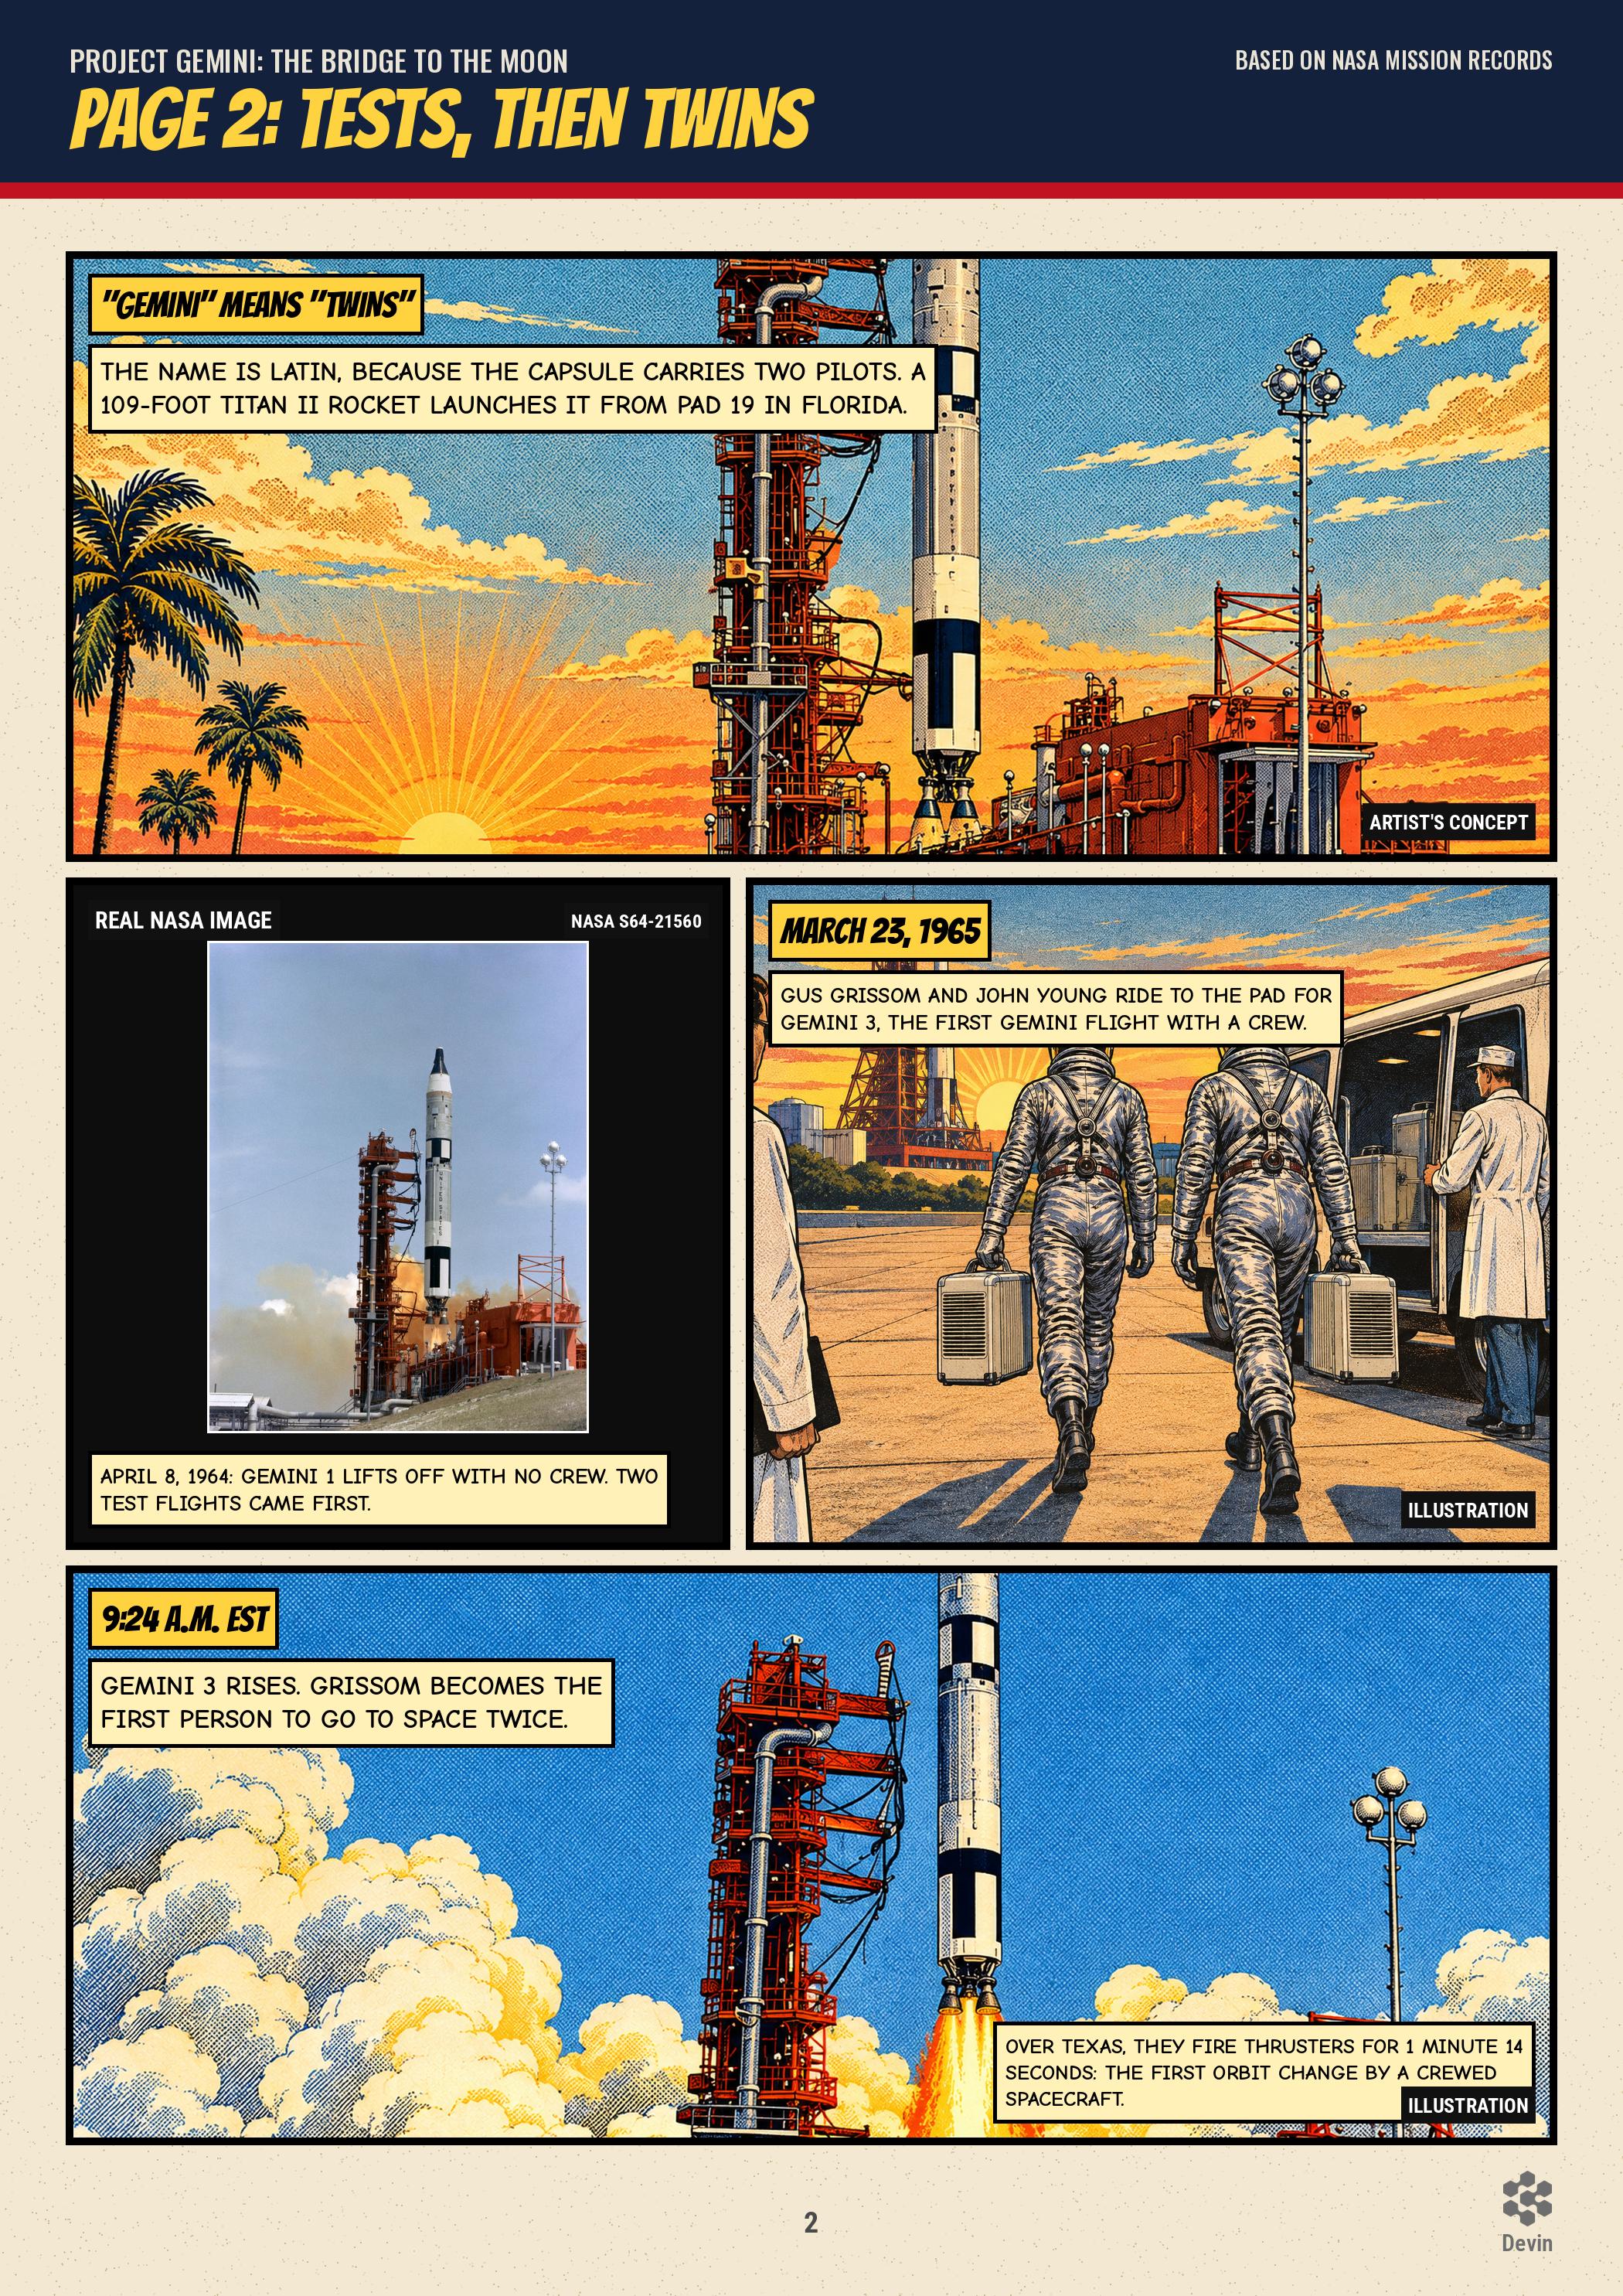 PROJECT GEMINI: THE BRIDGE TO THE MOON
BASED ON NASA MISSION RECORDS
PAGE 2: TESTS, THEN TWINS
"GEMINI" MEANS "TWINS"
THE NAME IS LATIN, BECAUSE THE CAPSULE CARRIES TWO PILOTS. A
109-FOOT TITAN II ROCKET LAUNCHES IT FROM PAD 19 IN FLORIDA.
ARTIST'S CONCEPT
REAL NASA IMAGE
NASA S64-21560
UNITED STATES
APRIL 8, 1964: GEMINI 1 LIFTS OFF WITH NO CREW. TWO
TEST FLIGHTS CAME FIRST.
MARCH 23, 1965
GUS GRISSOM AND JOHN YOUNG RIDE TO THE PAD FOR
GEMINI 3, THE FIRST GEMINI FLIGHT WITH A CREW.
ILLUSTRATION
9:24 A.M. EST
GEMINI 3 RISES. GRISSOM BECOMES THE
FIRST PERSON TO GO TO SPACE TWICE.
OVER TEXAS, THEY FIRE THRUSTERS FOR 1 MINUTE 14
SECONDS: THE FIRST ORBIT CHANGE BY A CREWED
SPACECRAFT.
ILLUSTRATION
2
Devin